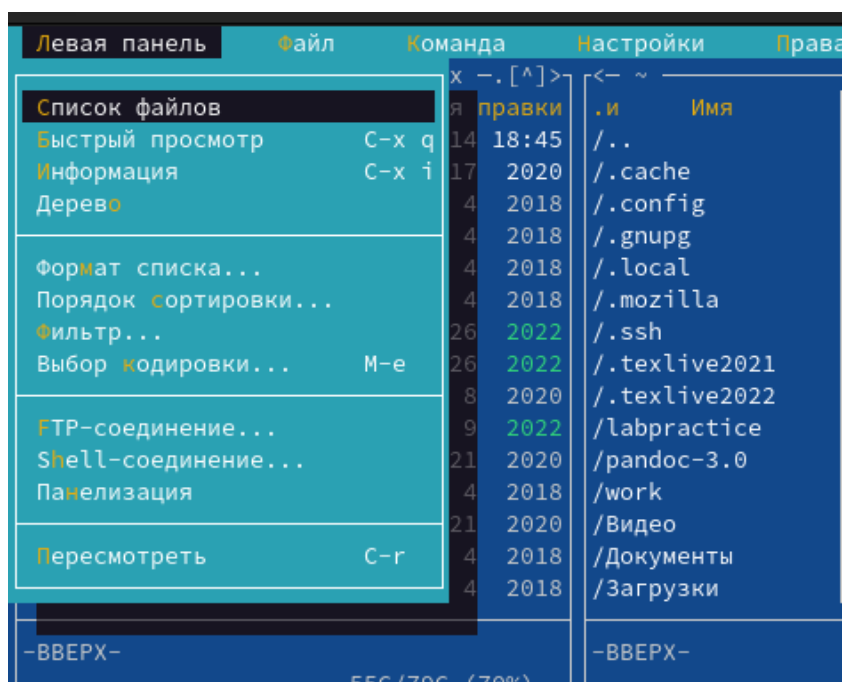 Левая панель Файл Команда Настройки Права
х —.[^]>
<— ~
Список файлов
я правки
.и Имя
Быстрый просмотр C-x q
14 18:45
/..
Информация C-x i
17 2020
/.cache
Дерево
4 2018
/.config
4 2018
/.gnupg
Формат списка...
4 2018
/.local
Порядок сортировки...
4 2018
/.mozilla
Фильтр...
26 2022
/.ssh
Выбор кодировки... M-e
26 2022
/.texlive2021
8 2020
/.texlive2022
FTP-соединение...
9 2022
/labpractice
Shell-соединение...
21 2020
/pandoc-3.0
Панелизация
4 2018
/work
21 2020
/Видео
Пересмотреть C-r
4 2018
/Документы
4 2018
/Загрузки
-ВВЕРХ-
-ВВЕРХ-